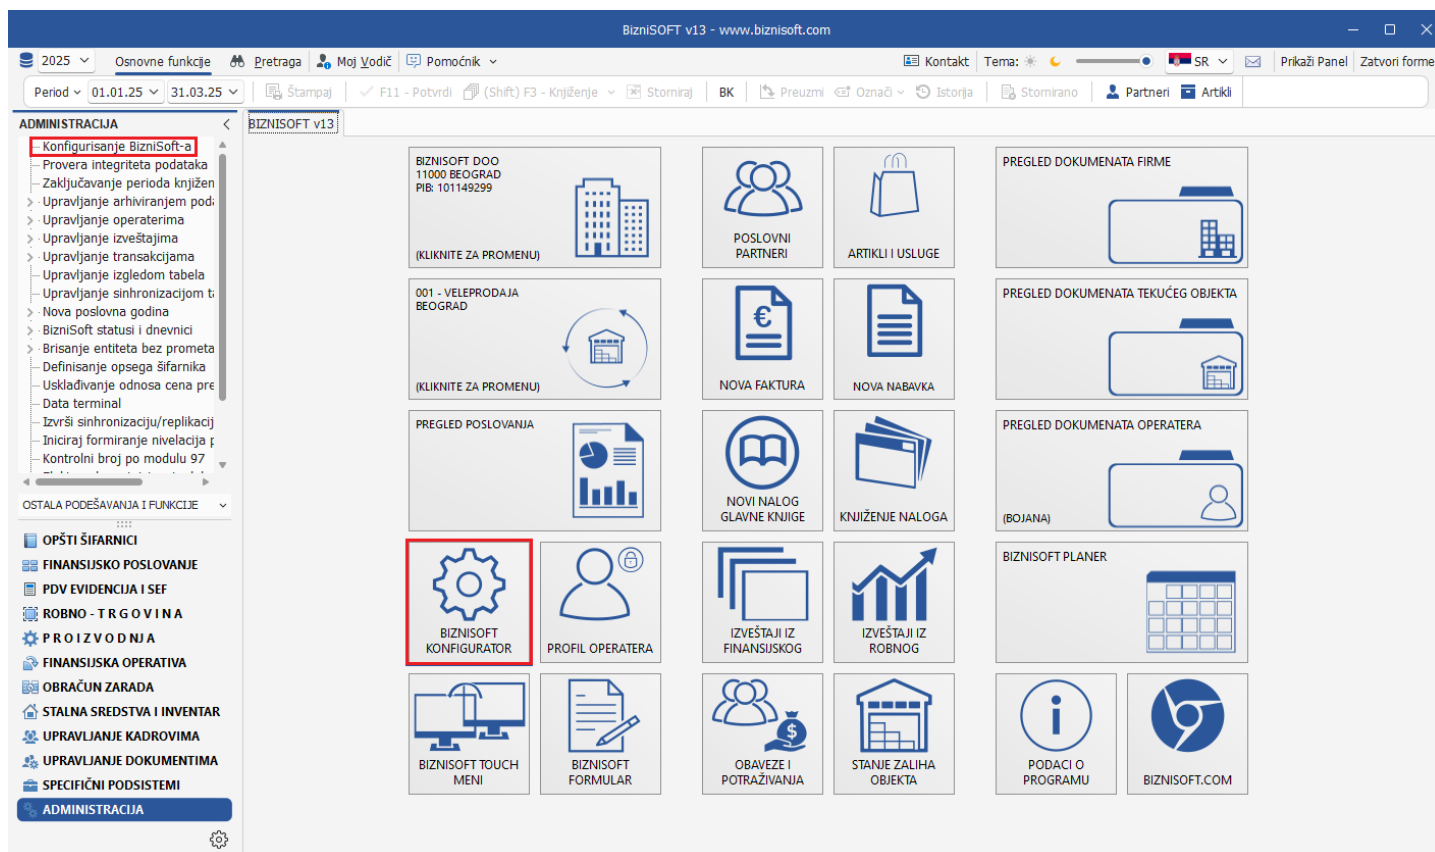 BizniSOFT v13 - www.biznisoft.com
2025 Osnovne funkcije Pretraga Moj Vodič Pomoćnik Kontakt Tema: SR Prikaži Panel Zatvori forme
Period 01.01.25 31.03.25 Štampaj F11 - Potvrdi (Shift) F3 - Knjiženje Storniraj BK Preuzmi Označi Istorija Stornirano Partneri Artikli
ADMINISTRACIJA
Konfigurisanje BizniSoft-a
Provera integriteta podataka
Zaključavanje perioda knjižen
Upravljanje arhiviranjem poda
Upravljanje operaterima
Upravljanje izveštajima
Upravljanje transakcijama
Upravljanje izgledom tabela
Upravljanje sinhronizacijom t
Nova poslovna godina
BizniSoft statusi i dnevnici
Brisanje entiteta bez prometa
Definisanje opsega šifarnika
Usklađivanje odnosa cena pre
Data terminal
Izvrši sinhronizaciju/replikacij
Iniciraj formiranje nivelacija p
Kontrolni broj po modulu 97
OSTALA PODEŠAVANJA I FUNKCIJE
OPŠTI ŠIFARNICI
FINANSIJSKO POSLOVANJE
PDV EVIDENCIJA I SEF
ROBNO - T R G O V I N A
P R O I Z V O D NJ A
FINANSIJSKA OPERATIVA
OBRAČUN ZARADA
STALNA SREDSTVA I INVENTAR
UPRAVLJANJE KADROVIMA
UPRAVLJANJE DOKUMENTIMA
SPECIFIČNI PODSISTEMI
ADMINISTRACIJA
BIZNISOFT v13
BIZNISOFT DOO
11000 BEOGRAD
PIB: 101149299
(KLIKNITE ZA PROMENU)
POSLOVNI
PARTNERI
ARTIKLI I USLUGE
PREGLED DOKUMENATA FIRME
001 - VELEPRODAJA
BEOGRAD
(KLIKNITE ZA PROMENU)
€
NOVA FAKTURA
NOVA NABAVKA
PREGLED DOKUMENATA TEKUĆEG OBJEKTA
PREGLED POSLOVANJA
NOVI NALOG
GLAVNE KNJIGE
KNJIŽENJE NALOGA
PREGLED DOKUMENATA OPERATERA
(BOJANA)
BIZNISOFT
KONFIGURATOR
PROFIL OPERATERA
IZVEŠTAJI IZ
FINANSIJSKOG
IZVEŠTAJI IZ
ROBNOG
BIZNISOFT PLANER
BIZNISOFT TOUCH
MENI
BIZNISOFT
FORMULAR
$
OBAVEZE I
POTRAŽIVANJA
STANJE ZALIHA
OBJEKTA
PODACI O
PROGRAMU
BIZNISOFT.COM